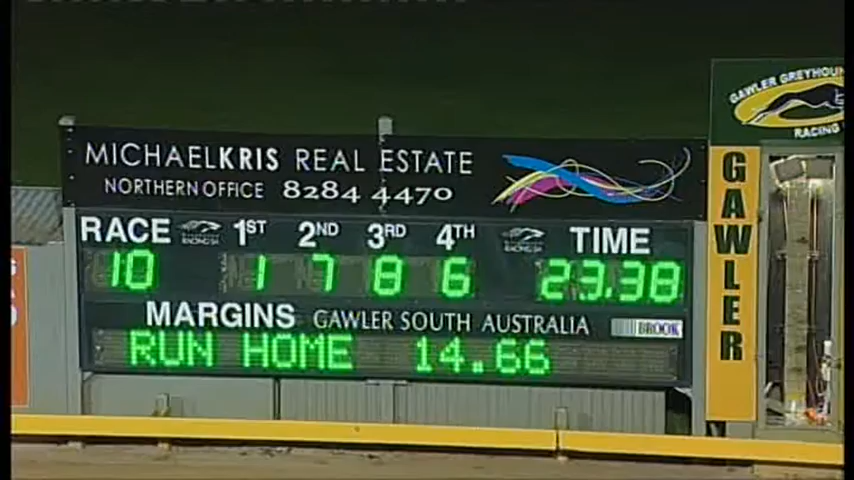 GAWLER GREYHOUND
RACING
MICHAELKRIS REAL ESTATE
NORTHERN OFFICE 8284 4470
GAWLER
RACE 1ST 2ND 3RD 4TH TIME
10 1 7 8 6 23.38
MARGINS GAWLER SOUTH AUSTRALIA BROOK
RUN HOME 14.66